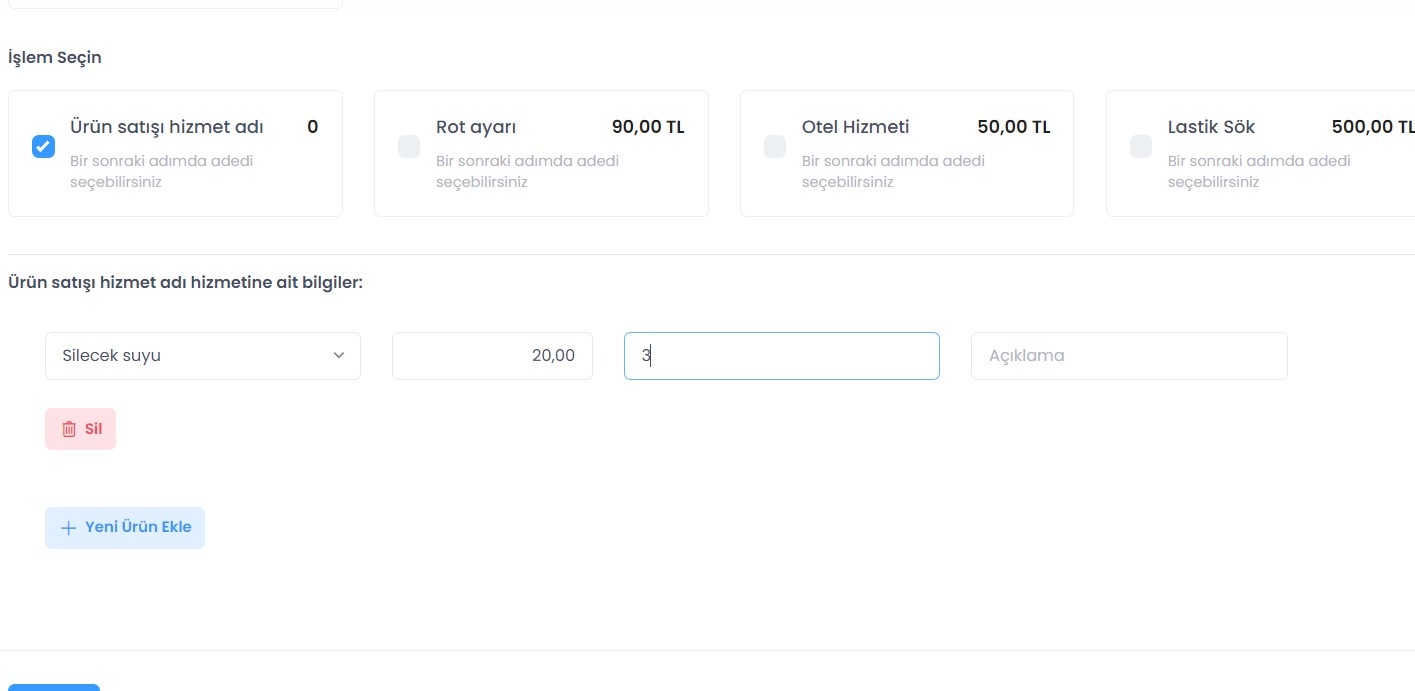 İşlem Seçin
Ürün satışı hizmet adı 0
Bir sonraki adımda adedi
seçebilirsiniz
Rot ayarı 90,00 TL
Bir sonraki adımda adedi
seçebilirsiniz
Otel Hizmeti 50,00 TL
Bir sonraki adımda adedi
seçebilirsiniz
Lastik Sök 500,00 TL
Bir sonraki adımda adedi
seçebilirsiniz
Ürün satışı hizmet adı hizmetine ait bilgiler:
Silecek suyu 20,00 3 Açıklama
Sil
Yeni Ürün Ekle